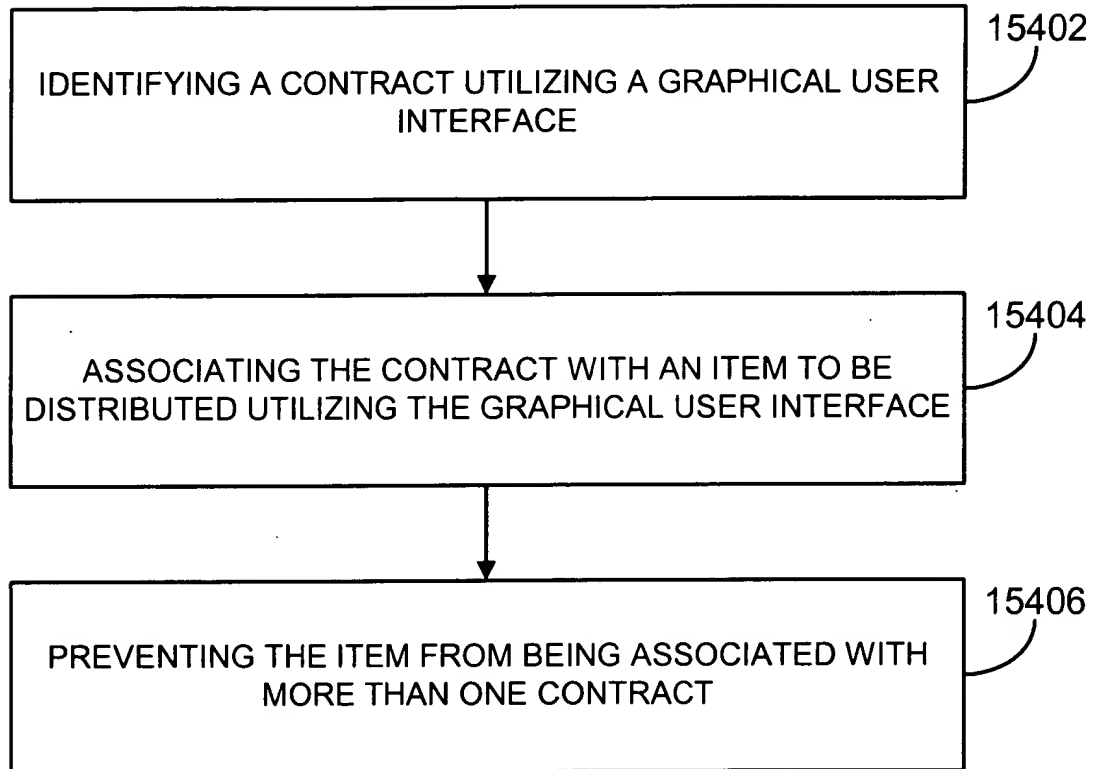 15402
IDENTIFYING A CONTRACT UTILIZING A GRAPHICAL USER
INTERFACE
15404
ASSOCIATING THE CONTRACT WITH AN ITEM TO BE
DISTRIBUTED UTILIZING THE GRAPHICAL USER INTERFACE
15406
PREVENTING THE ITEM FROM BEING ASSOCIATED WITH
MORE THAN ONE CONTRACT